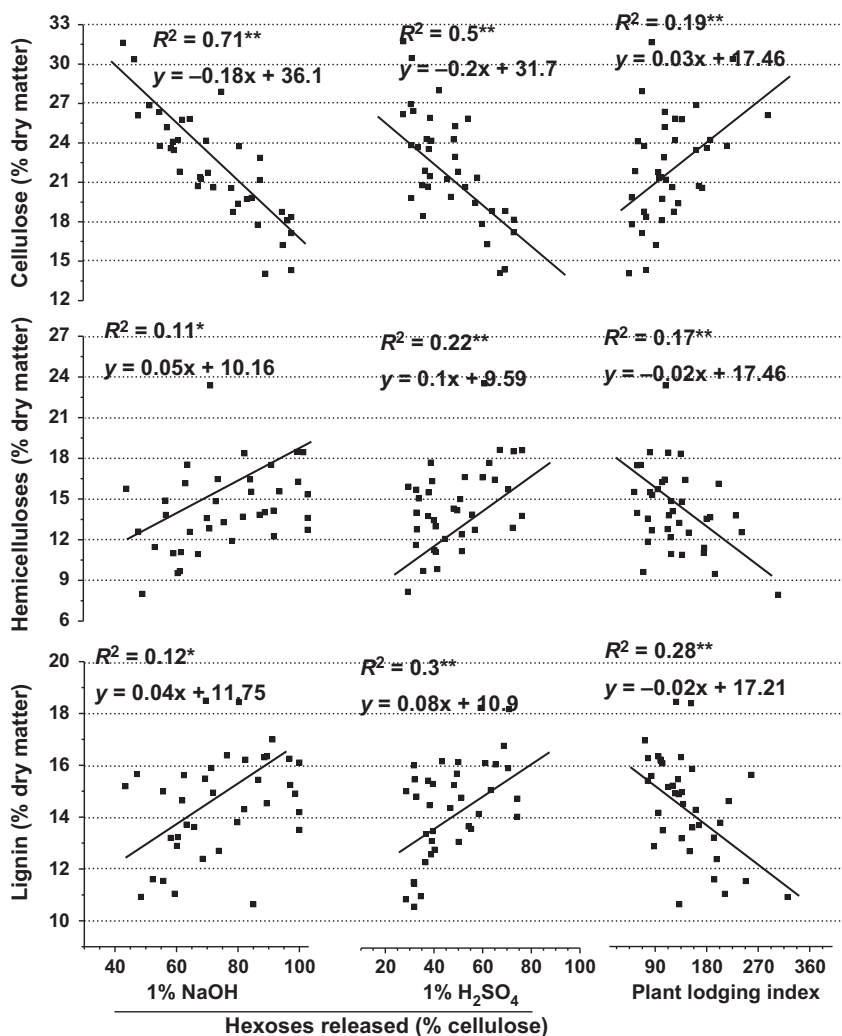 33
30
27
24
21
18
15
12
Cellulose (% dry matter)
R² = 0.71**
y = –0.18x + 36.1
R² = 0.5**
y = –0.2x + 31.7
R² = 0.19**
y = 0.03x + 17.46
27
24
21
18
15
12
9
6
Hemicelluloses (% dry matter)
R² = 0.11*
y = 0.05x + 10.16
R² = 0.22**
y = 0.1x + 9.59
R² = 0.17**
y = –0.02x + 17.46
20
18
16
14
12
10
Lignin (% dry matter)
R² = 0.12*
y = 0.04x + 11.75
R² = 0.3**
y = 0.08x + 10.9
R² = 0.28**
y = –0.02x + 17.21
40 60 80 100 20 40 60 80 100 90 180 270 360
1% NaOH 1% H₂SO₄ Plant lodging index
Hexoses released (% cellulose)